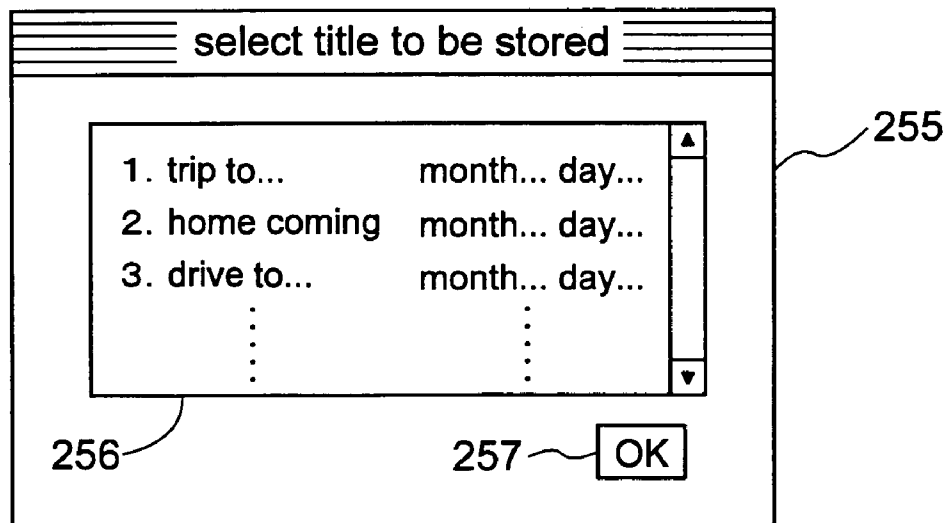 select title to be stored
255
1. trip to... month... day...
2. home coming month... day...
3. drive to... month... day...
256
257
OK